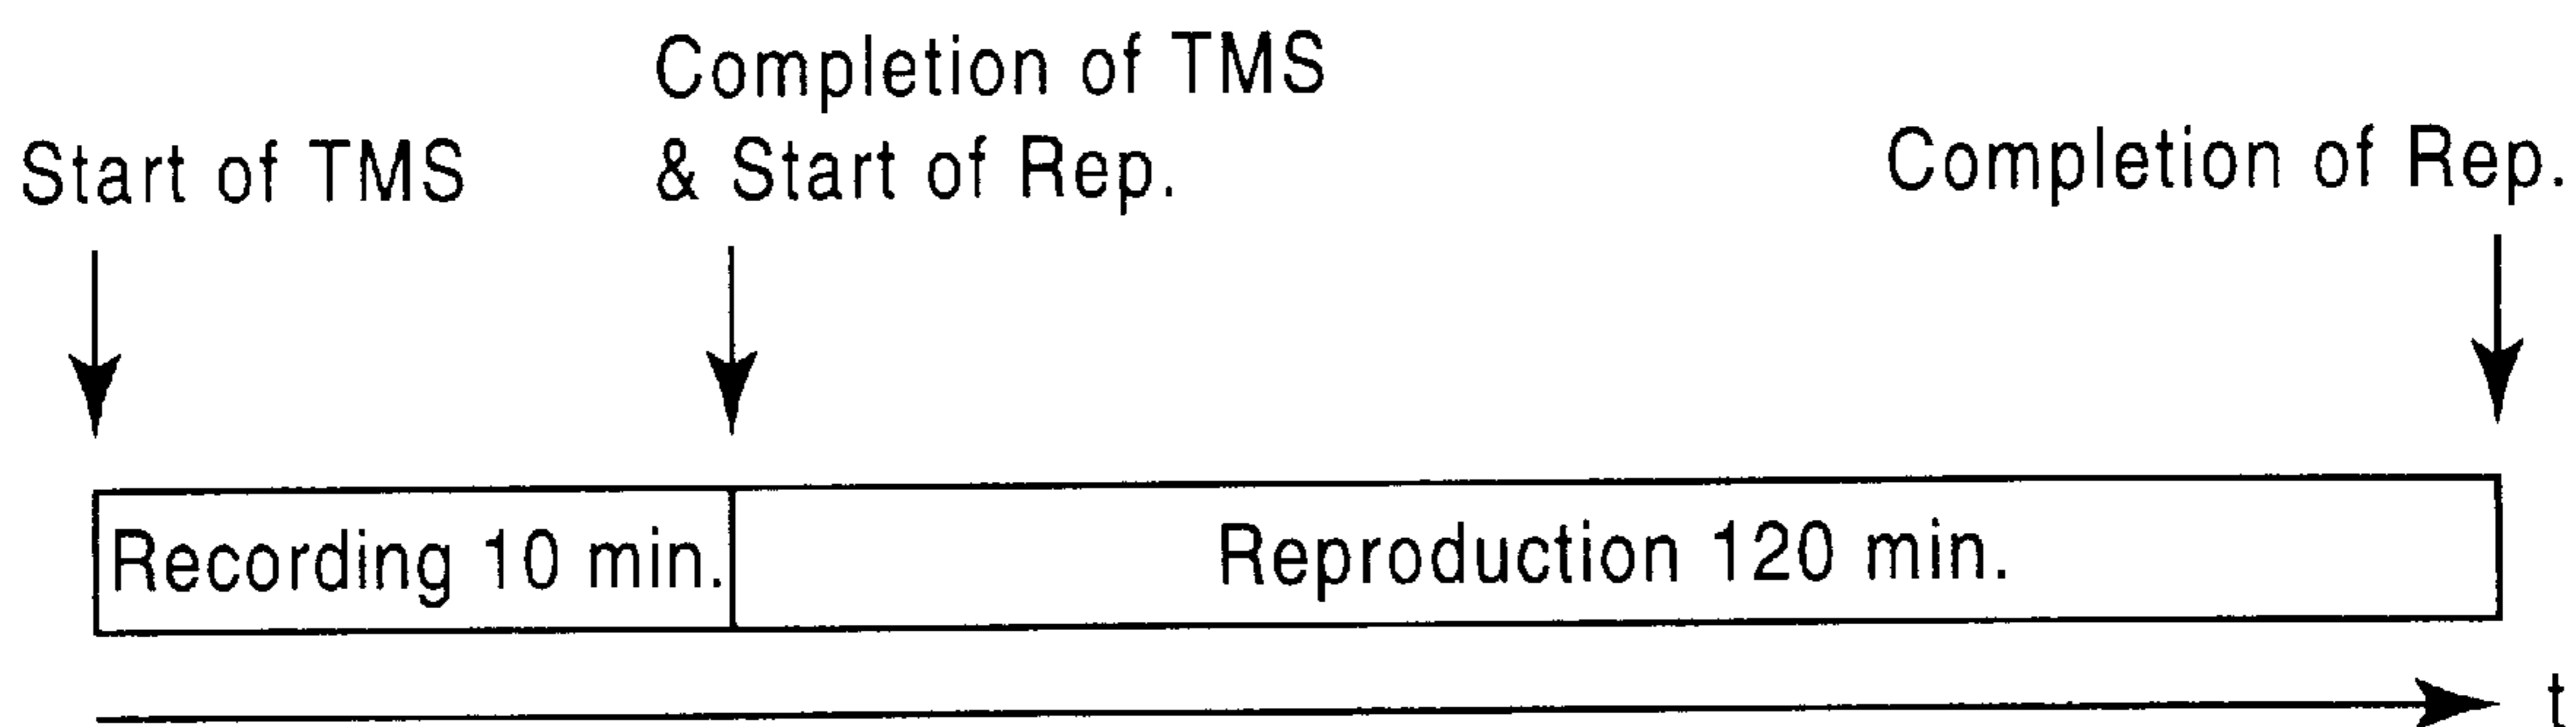 Start of TMS
Completion of TMS
& Start of Rep.
Completion of Rep.
Recording 10 min.
Reproduction 120 min.
t